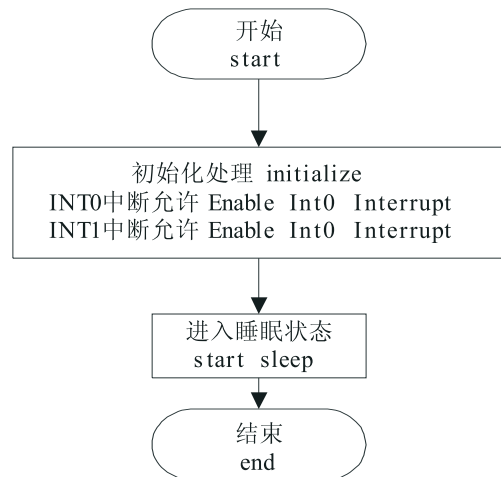 开始
start
初始化处理 initialize
INT0中断允许 Enable Int0 Interrupt
INT1中断允许 Enable Int0 Interrupt
进入睡眠状态
start sleep
结束
end